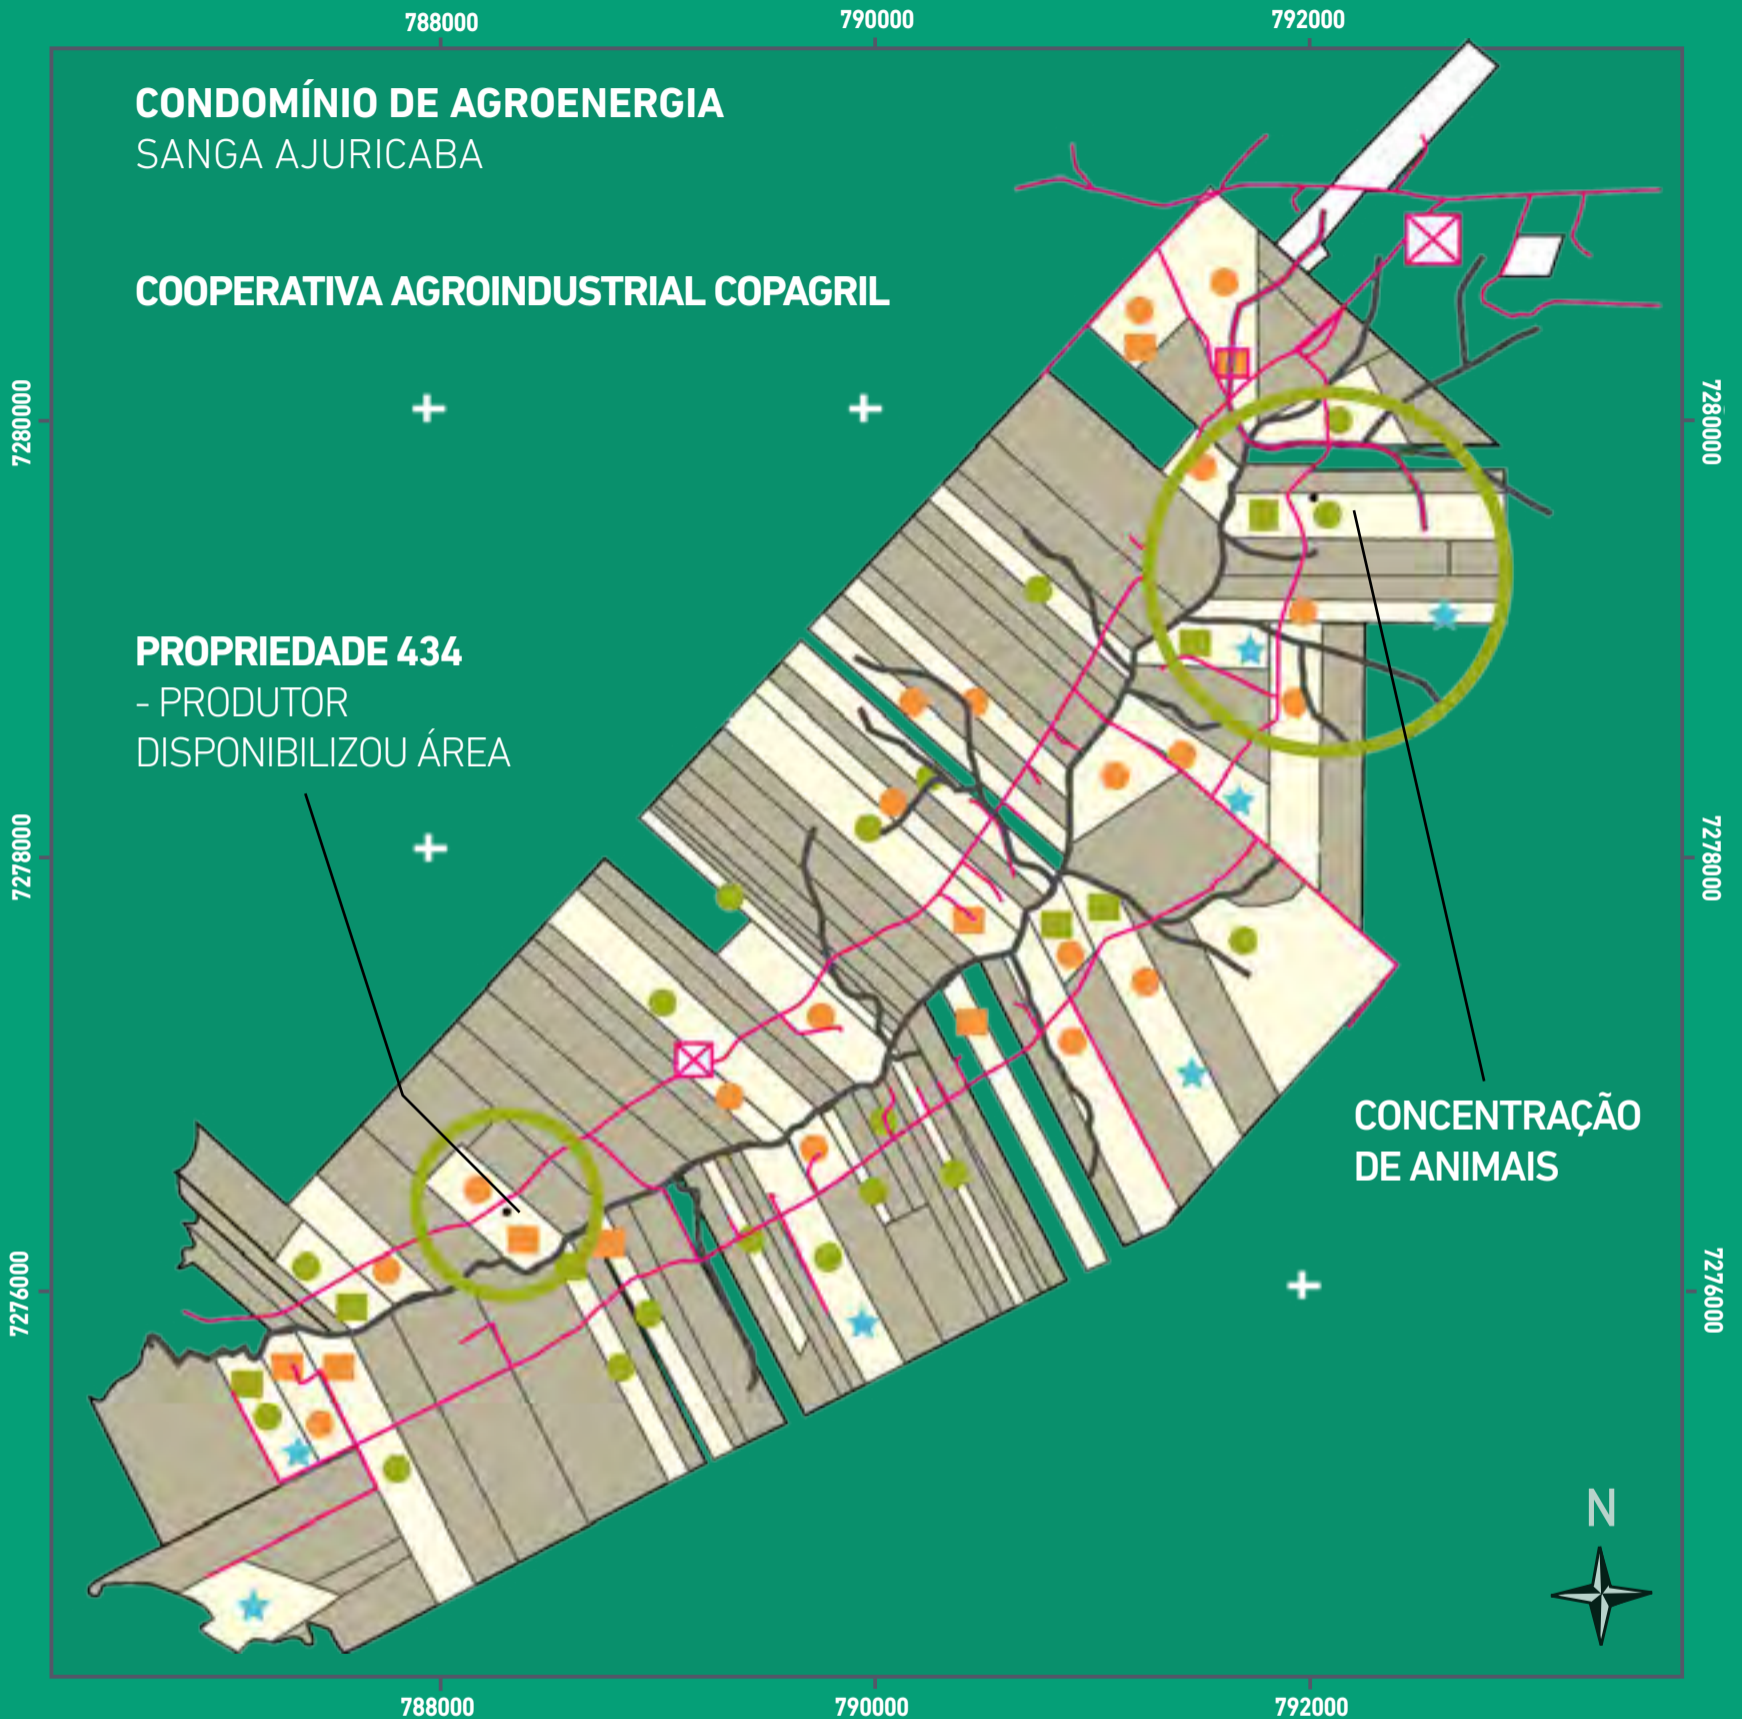 788000
790000
792000
CONDOMÍNIO DE AGROENERGIA
SANGA AJURICABA
COOPERATIVA AGROINDUSTRIAL COPAGRIL
7280000
7280000
PROPRIEDADE 434
- PRODUTOR
DISPONIBILIZOU ÁREA
7278000
7278000
CONCENTRAÇÃO
DE ANIMAIS
7276000
7276000
N
788000
790000
792000